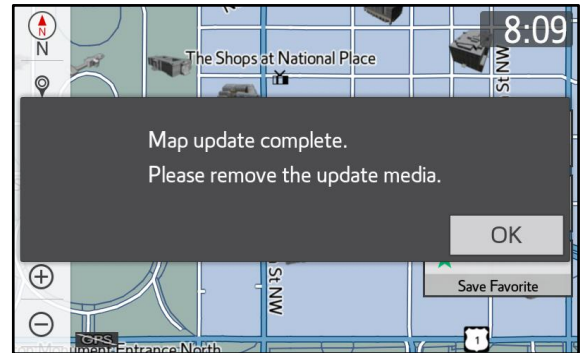 N
N
8:09
The Shops at National Place
St NW
Map update complete.
Please remove the update media.
OK
St NW
Save Favorite
GPS
1
Monument Entrance North